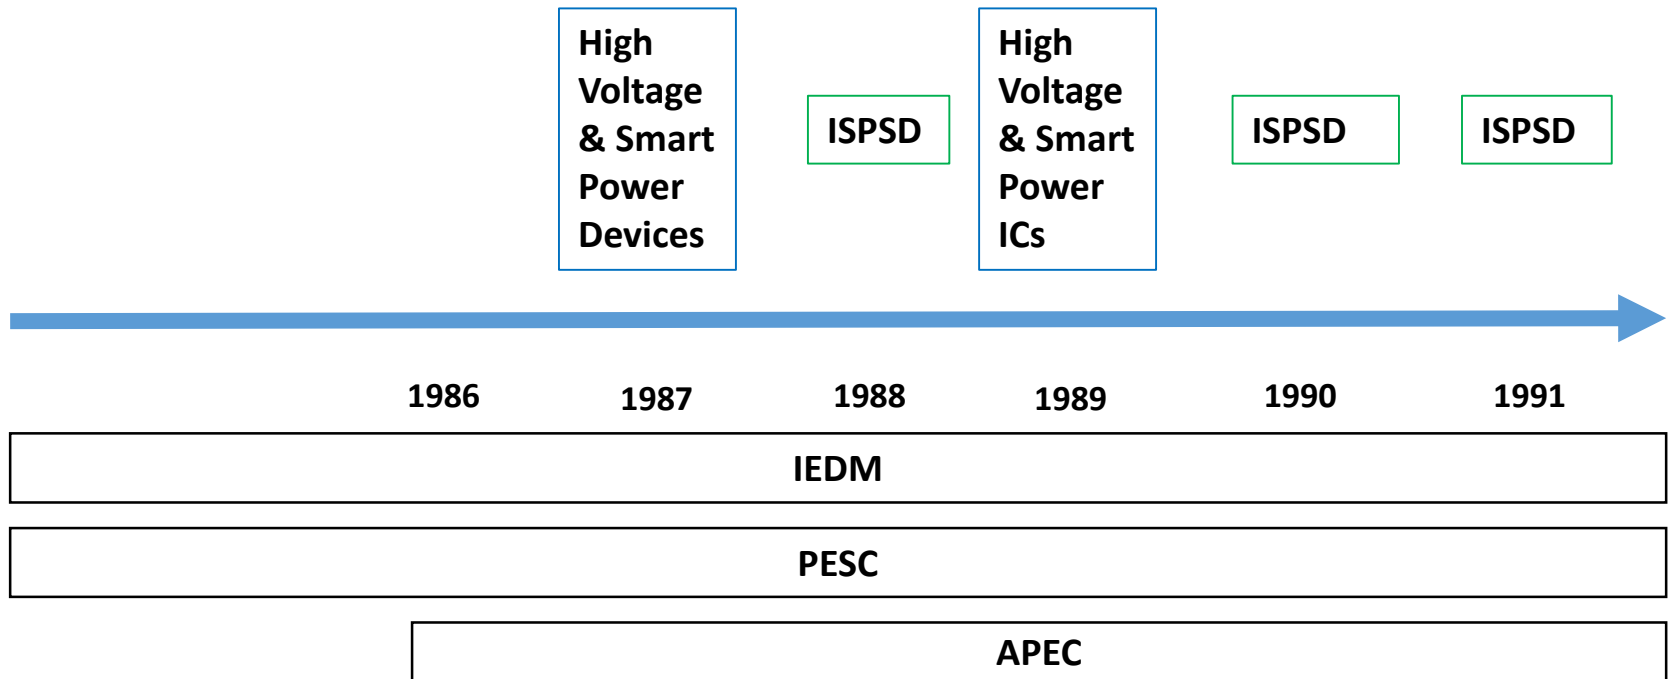 High
Voltage
& Smart
Power
Devices
ISPSD
High
Voltage
& Smart
Power
ICs
ISPSD
ISPSD
1986
1987
1988
1989
1990
1991
IEDM
PESC
APEC